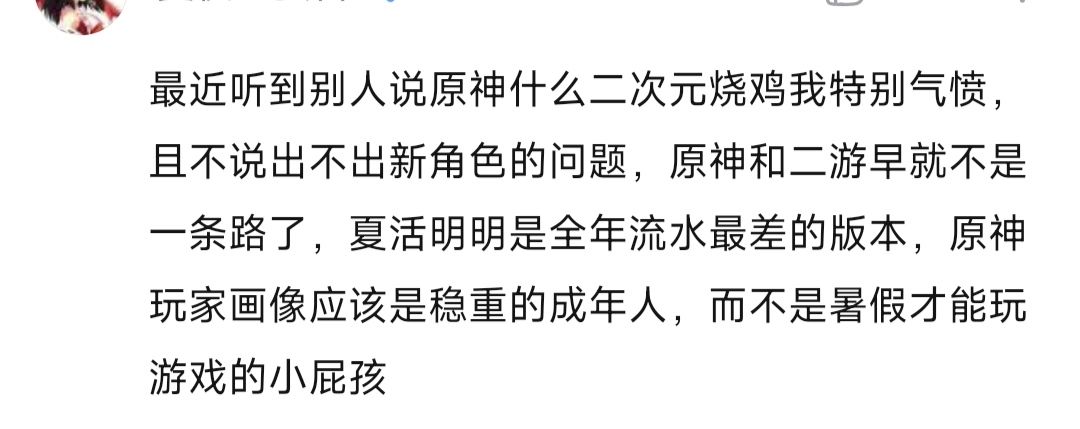 最近听到别人说原神什么二次元烧鸡我特别气愤，
且不说出不出新角色的问题，原神和二游早就不是
一条路了，夏活明明是全年流水最差的版本，原神
玩家画像应该是稳重的成年人，而不是暑假才能玩
游戏的小屁孩